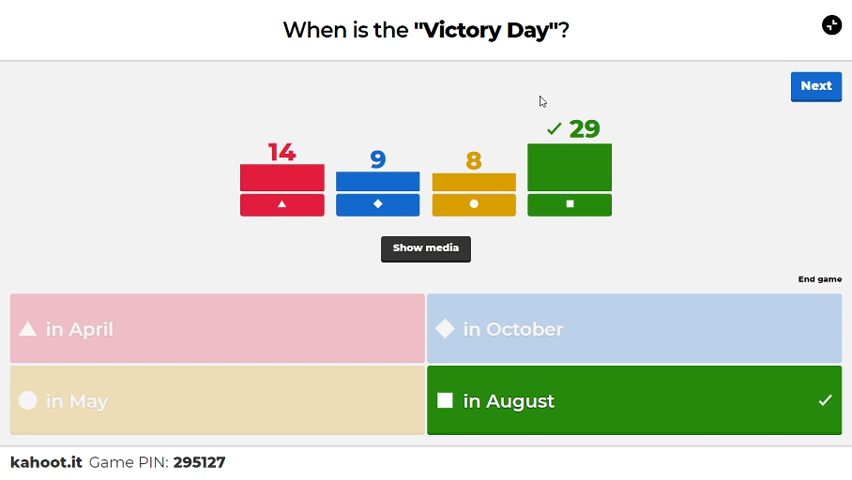 When is the "Victory Day"?
Next
14
9
8
29
Show media
End game
in April
in October
in May
in August
kahoot.it Game PIN: 295127